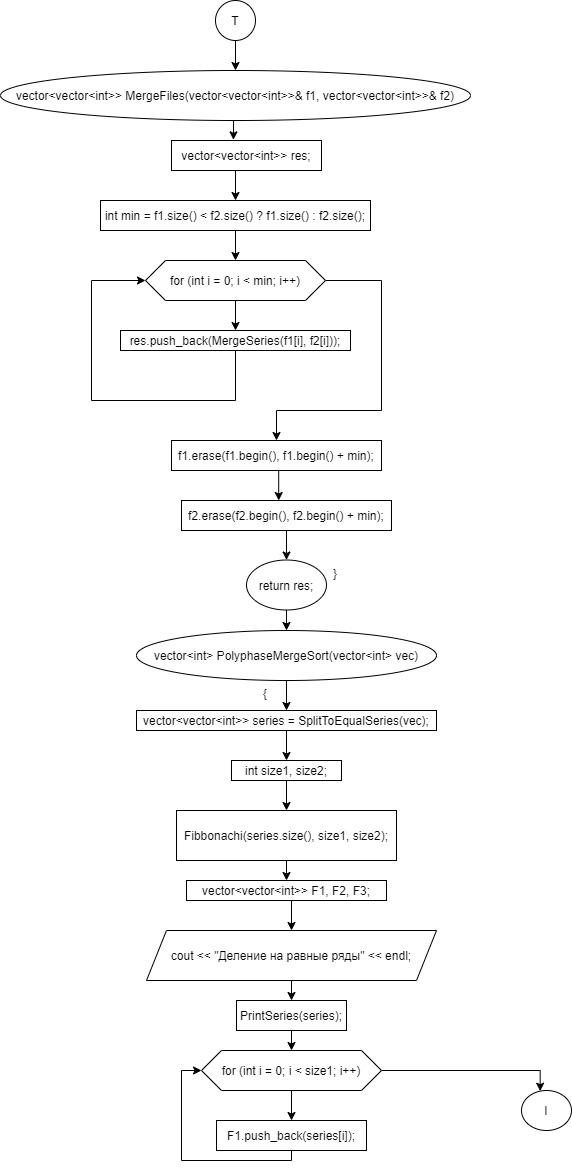 T
vector<vector<int>> MergeFiles(vector<vector<int>>& f1, vector<vector<int>>& f2)
vector<vector<int>> res;
int min = f1.size() < f2.size() ? f1.size() : f2.size();
for (int i = 0; i < min; i++)
res.push_back(MergeSeries(f1[i], f2[i]));
f1.erase(f1.begin(), f1.begin() + min);
f2.erase(f2.begin(), f2.begin() + min);
return res;
}
vector<int> PolyphaseMergeSort(vector<int> vec)
{
vector<vector<int>> series = SplitToEqualSeries(vec);
int size1, size2;
Fibbonachi(series.size(), size1, size2);
vector<vector<int>> F1, F2, F3;
cout << "Деление на равные ряды" << endl;
PrintSeries(series);
for (int i = 0; i < size1; i++)
I
F1.push_back(series[i]);